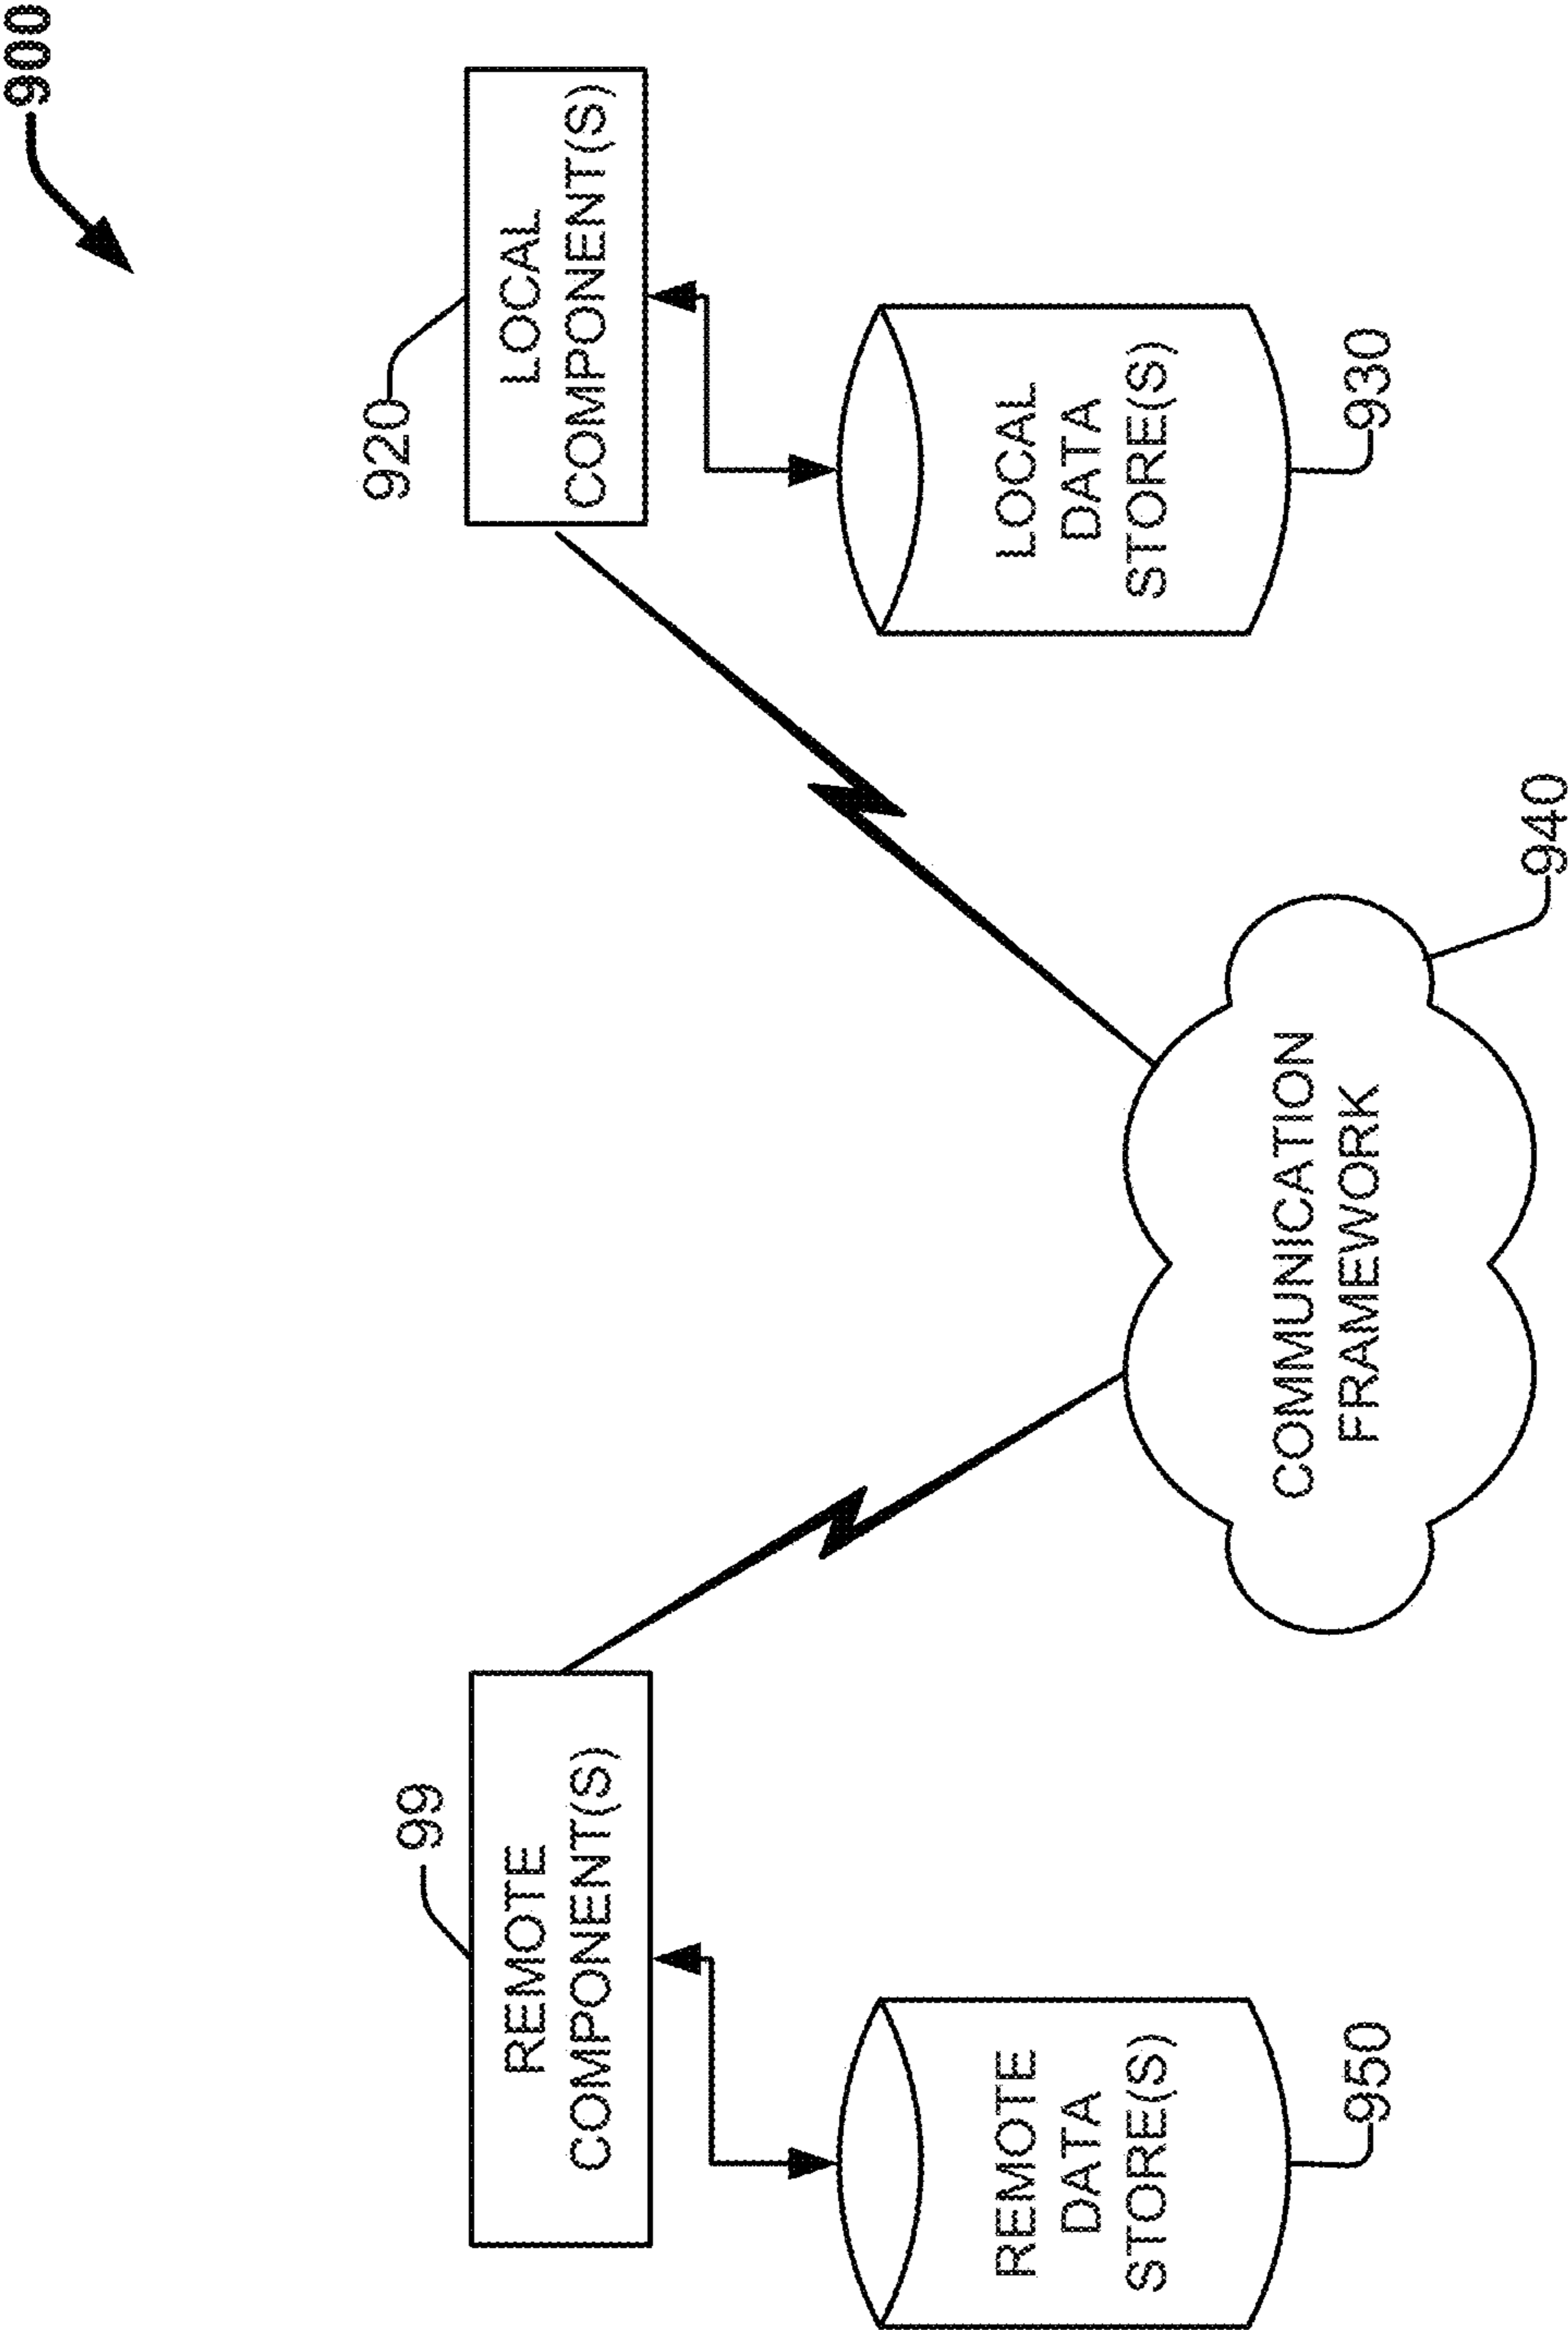 900
99
REMOTE
COMPONENT(S)
920
LOCAL
COMPONENT(S)
REMOTE
DATA
STORE(S)
950
LOCAL
DATA
STORE(S)
930
COMMUNICATION
FRAMEWORK
940